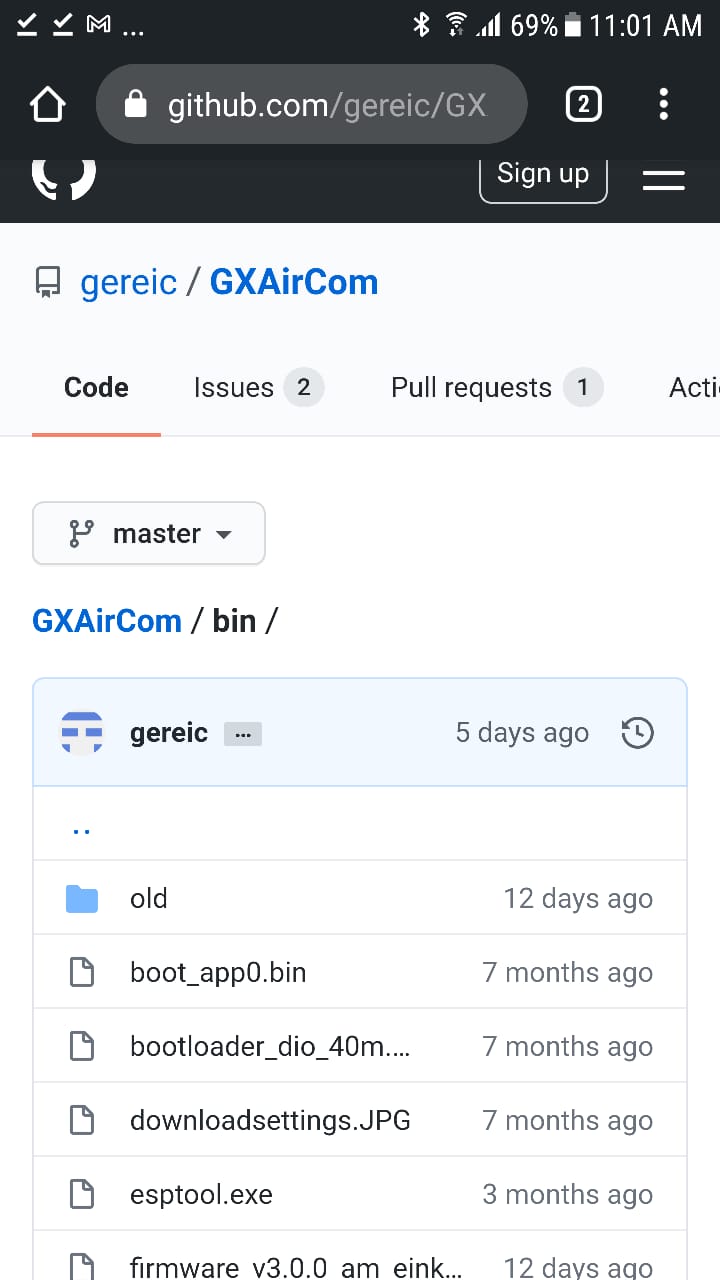 ... 69% 11:01 AM
github.com/gereic/GX 2
Sign up
gereic / GXAirCom
Code Issues 2 Pull requests 1 Acti
master
GXAirCom / bin /
gereic ... 5 days ago
..
old 12 days ago
boot_app0.bin 7 months ago
bootloader_dio_40m.... 7 months ago
downloadsettings.JPG 7 months ago
esptool.exe 3 months ago
firmware_v3.0.0_am_eink... 12 days ago